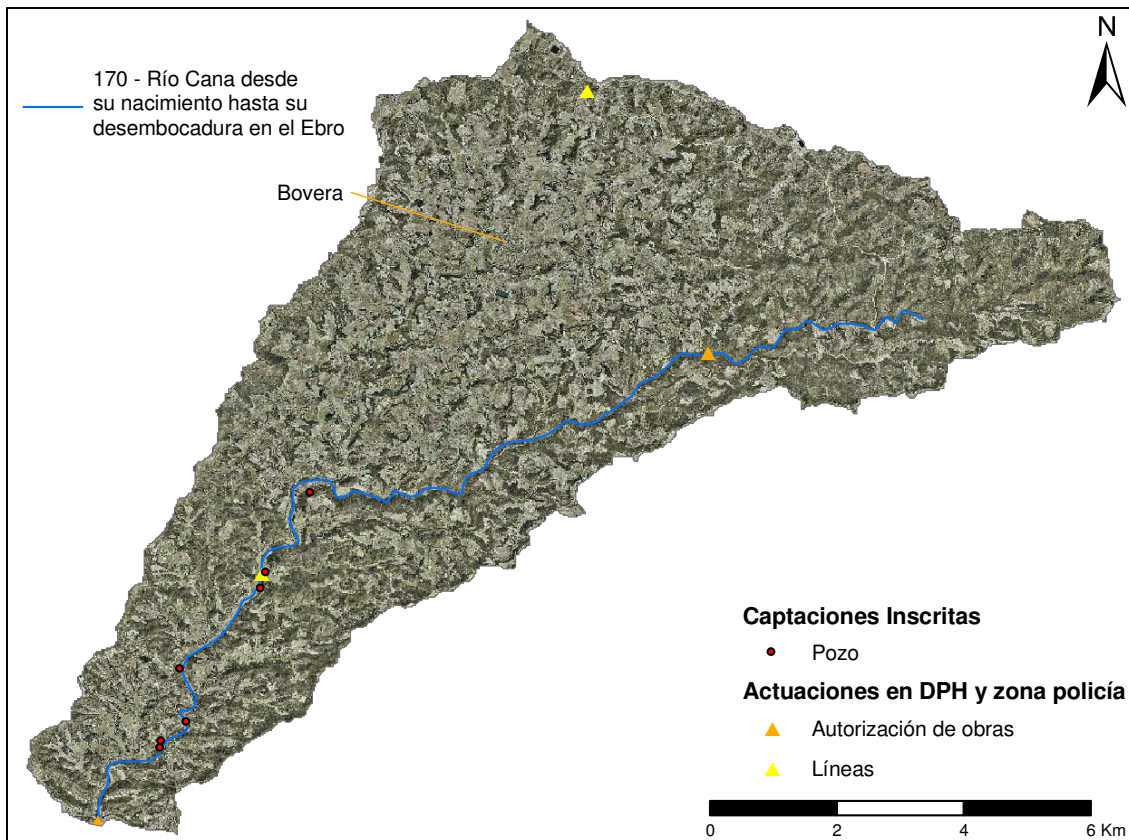 170 - Río Cana desde
su nacimiento hasta su
desembocadura en el Ebro
N
Bovera
Captaciones Inscritas
Pozo
Actuaciones en DPH y zona policía
Autorización de obras
Líneas
0 2 4 6 Km